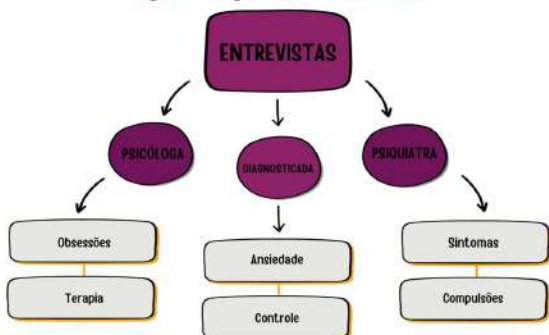 ENTREVISTAS
PSICÓLOGA
DIAGNOSTICADA
PSIQUIATRA
Obsessões
Terapia
Ansiedade
Controle
Sintomas
Compulsões